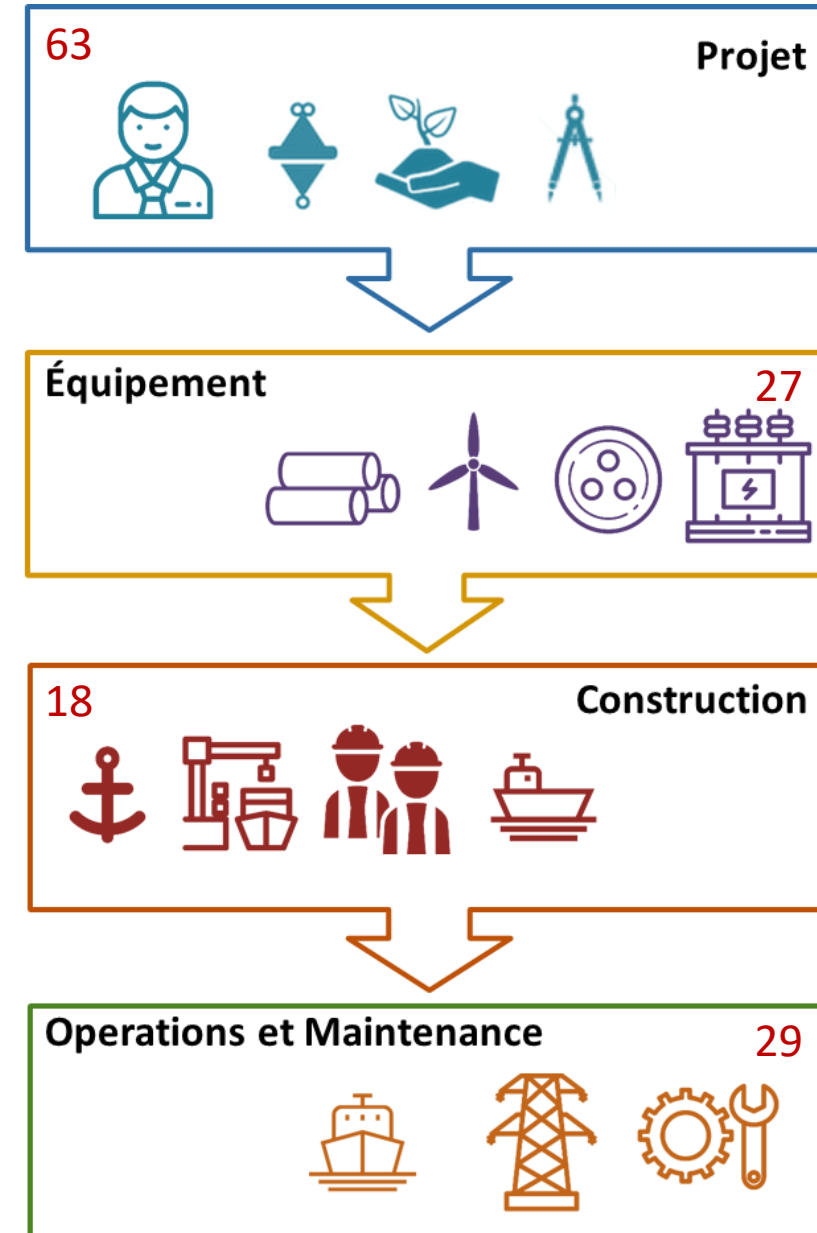 63
Projet
Équipement
27
18
Construction
Operations et Maintenance
29